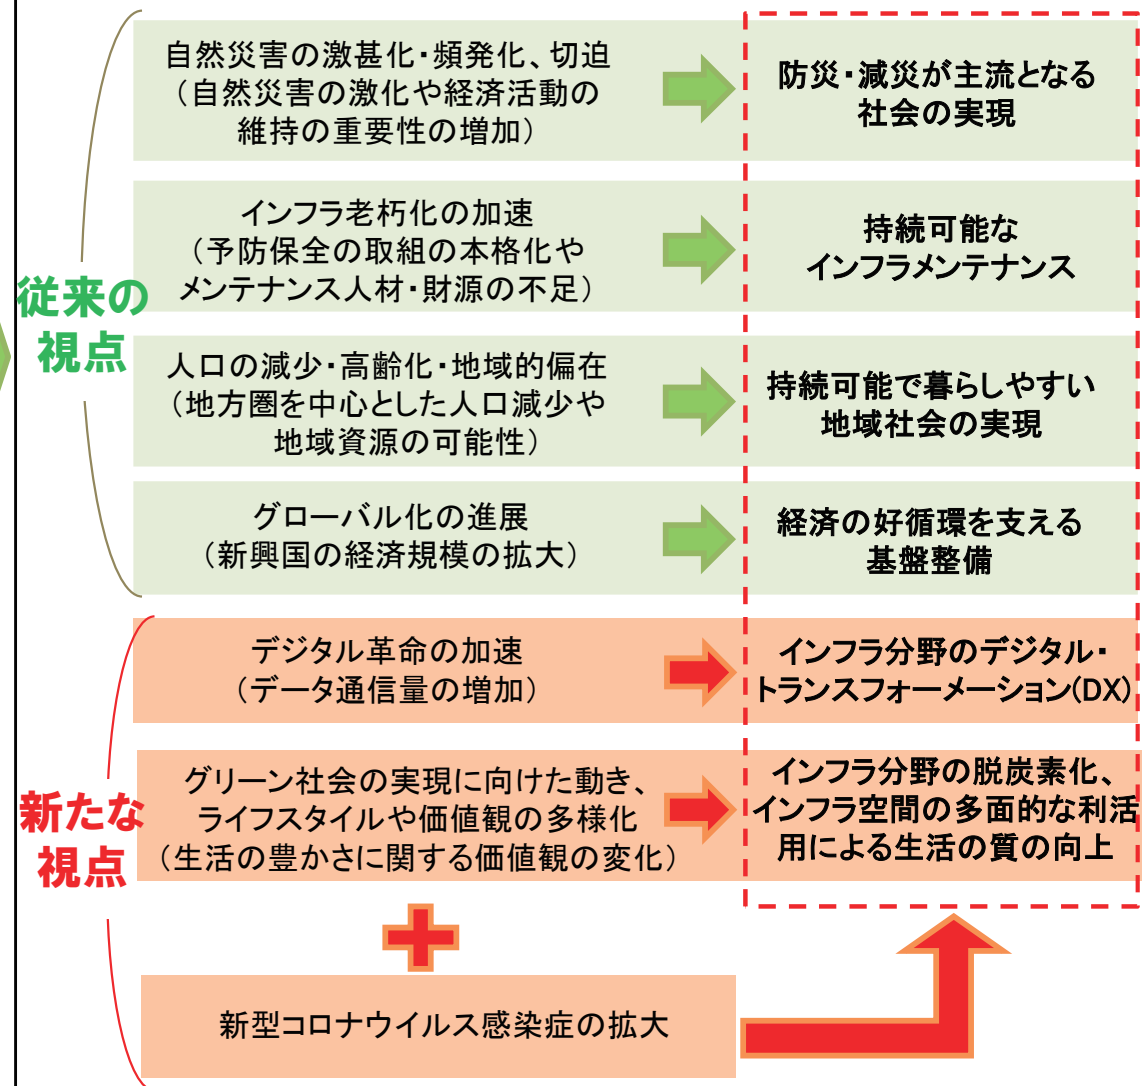 従来の
視点
自然災害の激甚化・頻発化、切迫
（自然災害の激化や経済活動の
維持の重要性の増加）
防災・減災が主流となる
社会の実現
インフラ老朽化の加速
（予防保全の取組の本格化や
メンテナンス人材・財源の不足）
持続可能な
インフラメンテナンス
人口の減少・高齢化・地域的偏在
（地方圏を中心とした人口減少や
地域資源の可能性）
持続可能で暮らしやすい
地域社会の実現
グローバル化の進展
（新興国の経済規模の拡大）
経済の好循環を支える
基盤整備
新たな
視点
デジタル革命の加速
（データ通信量の増加）
インフラ分野のデジタル・
トランスフォーメーション(DX)
グリーン社会の実現に向けた動き、
ライフスタイルや価値観の多様化
（生活の豊かさに関する価値観の変化）
インフラ分野の脱炭素化、
インフラ空間の多面的な利活
用による生活の質の向上
新型コロナウイルス感染症の拡大